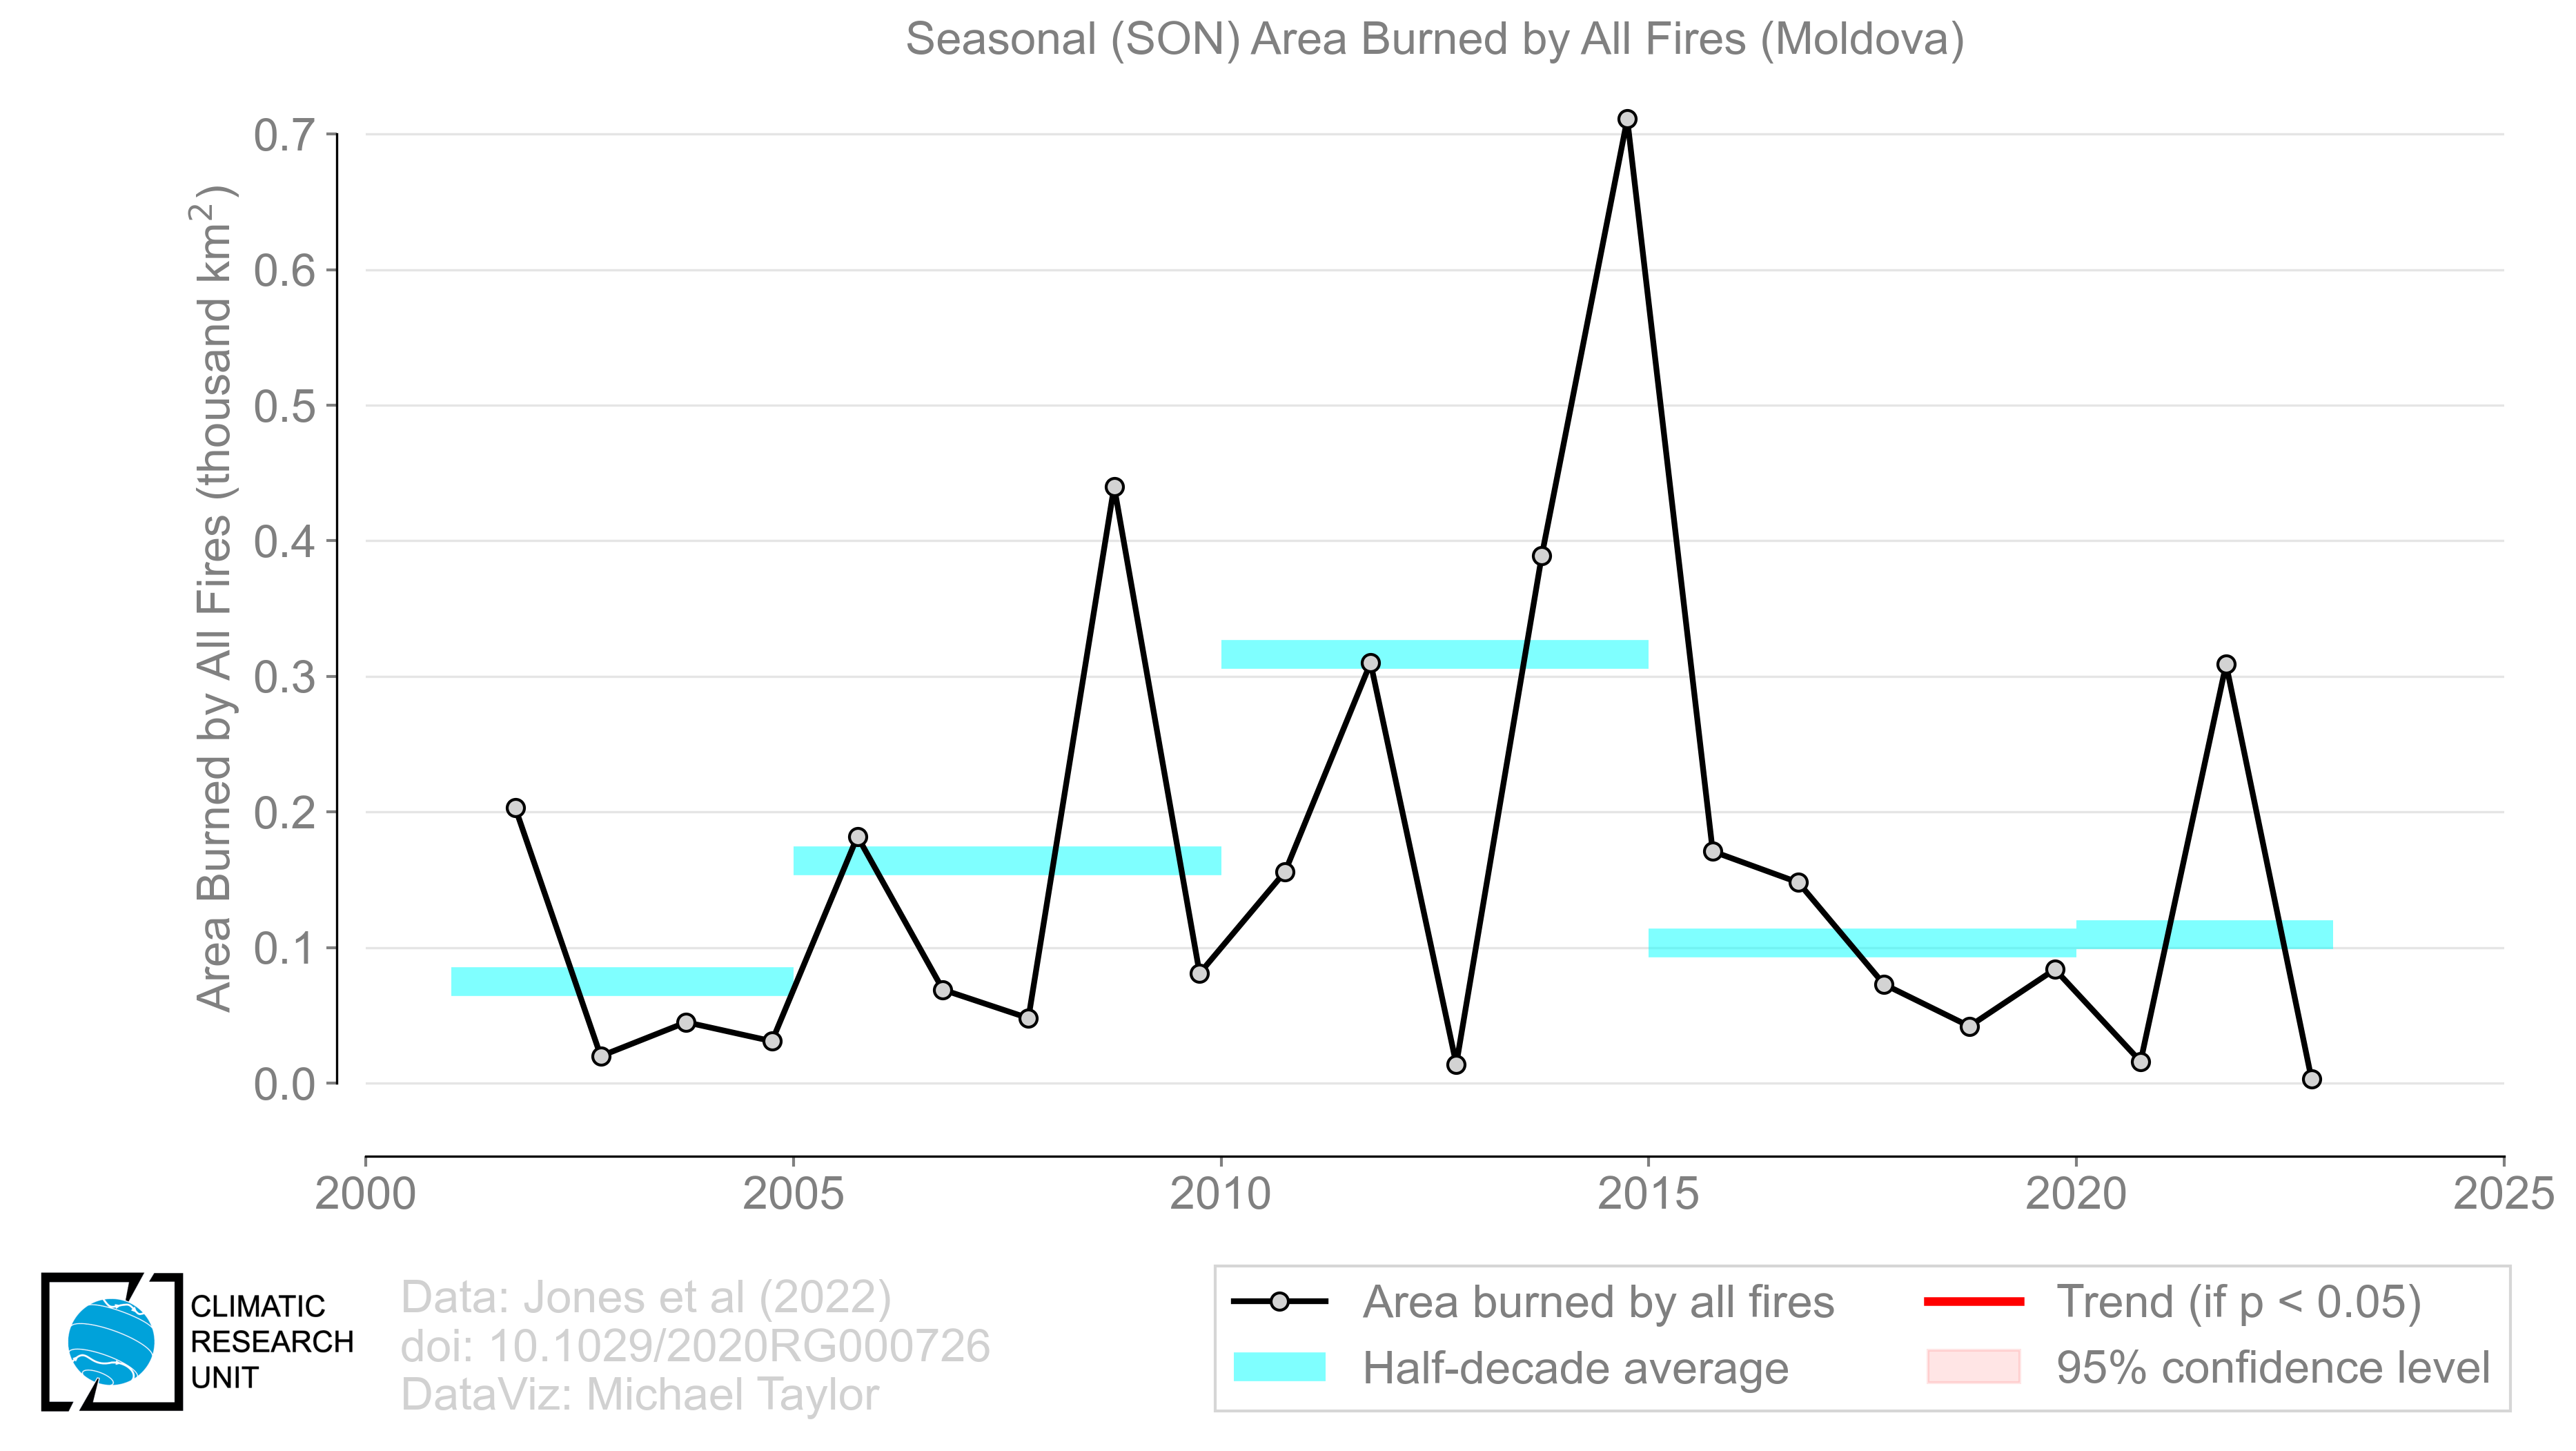 Seasonal (SON) Area Burned by All Fires (Moldova)
Area Burned by All Fires (thousand km²)
0.7
0.6
0.5
0.4
0.3
0.2
0.1
0.0
2000 2005 2010 2015 2020 2025
CLIMATIC
RESEARCH
UNIT
Data: Jones et al (2022)
doi: 10.1029/2020RG000726
DataViz: Michael Taylor
Area burned by all fires
Half-decade average
Trend (if p < 0.05)
95% confidence level